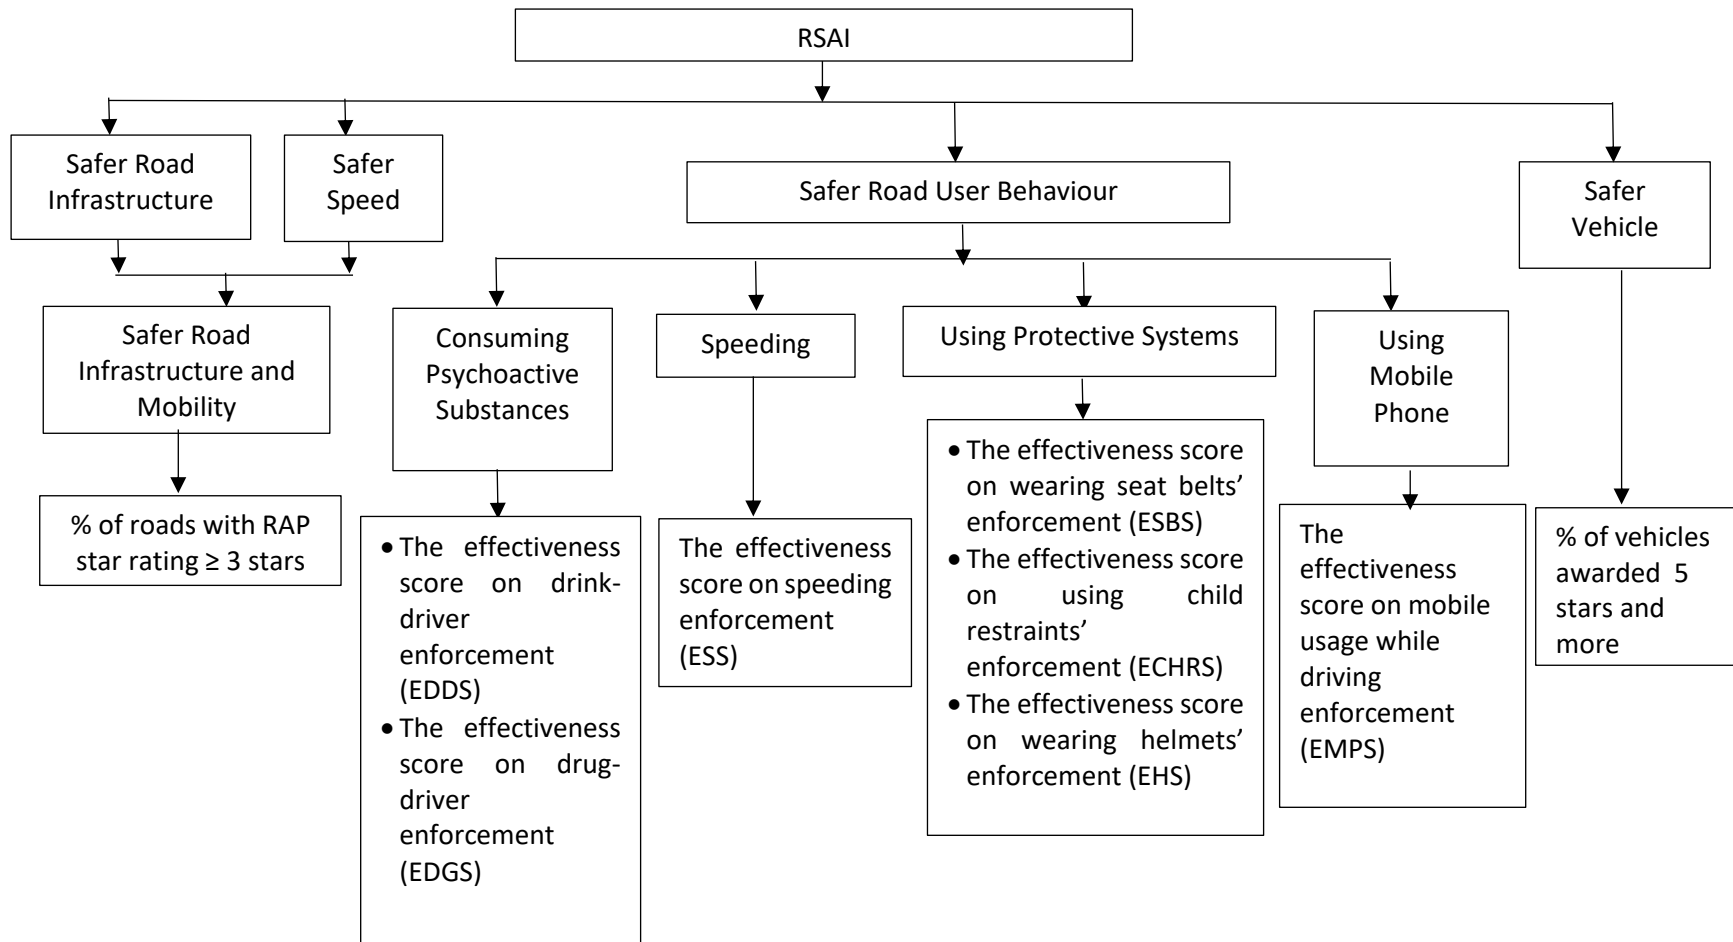 RSAI
Safer Road
Infrastructure
Safer
Speed
Safer Road User Behaviour
Safer
Vehicle
Safer Road
Infrastructure and
Mobility
Consuming
Psychoactive
Substances
Speeding
Using Protective Systems
Using
Mobile
Phone
% of roads with RAP
star rating ≥ 3 stars
• The effectiveness
score on drink-
driver
enforcement
(EDDS)
• The effectiveness
score on drug-
driver
enforcement
(EDGS)
The effectiveness
score on speeding
enforcement
(ESS)
• The effectiveness score
on wearing seat belts’
enforcement (ESBS)
• The effectiveness score
on using child
restraints’
enforcement (ECHRS)
• The effectiveness score
on wearing helmets’
enforcement (EHS)
The
effectiveness
score on mobile
usage while
driving
enforcement
(EMPS)
% of vehicles
awarded 5
stars and
more